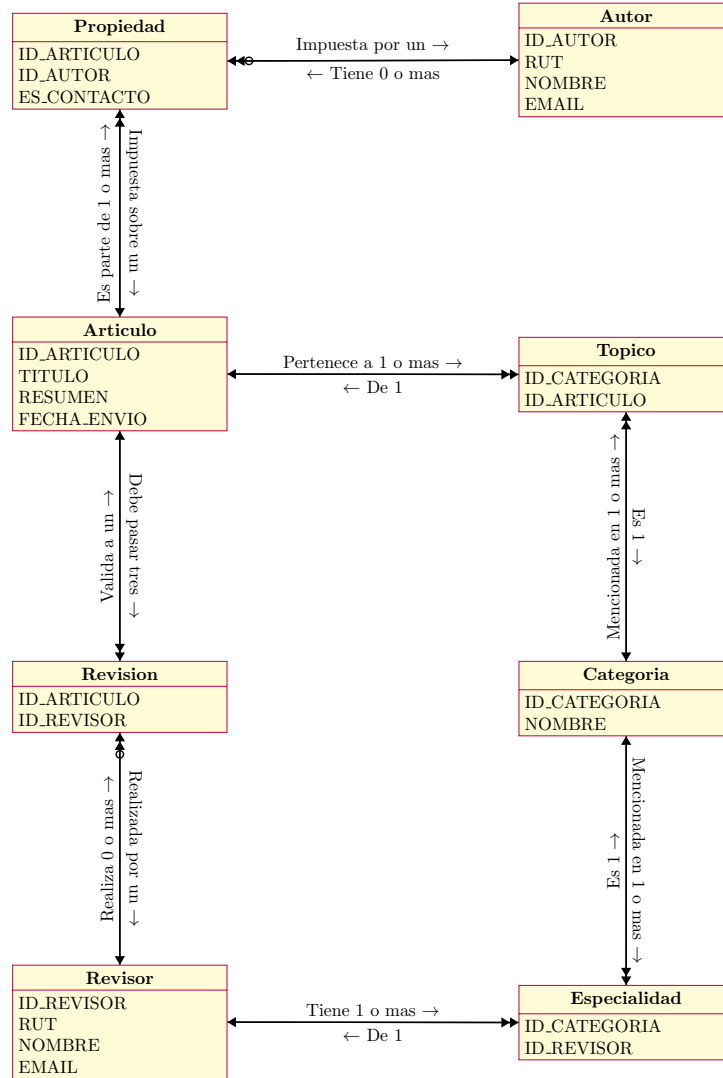 Propiedad
ID_ARTICULO
ID_AUTOR
ES_CONTACTO
Impuesta por un →
← Tiene 0 o mas
Autor
ID_AUTOR
RUT
NOMBRE
EMAIL
Es parte de 1 o mas →
Impuesta sobre un →
Articulo
ID_ARTICULO
TITULO
RESUMEN
FECHA_ENVIO
Pertenece a 1 o mas →
← De 1
Topico
ID_CATEGORIA
ID_ARTICULO
Valida a un →
Debe pasar tres →
Mencionada en 1 o mas →
Es 1 →
Revision
ID_ARTICULO
ID_REVISOR
Categoria
ID_CATEGORIA
NOMBRE
Realiza 0 o mas →
Realizada por un →
Es 1 →
Mencionada en 1 o mas →
Revisor
ID_REVISOR
RUT
NOMBRE
EMAIL
Tiene 1 o mas →
← De 1
Especialidad
ID_CATEGORIA
ID_REVISOR